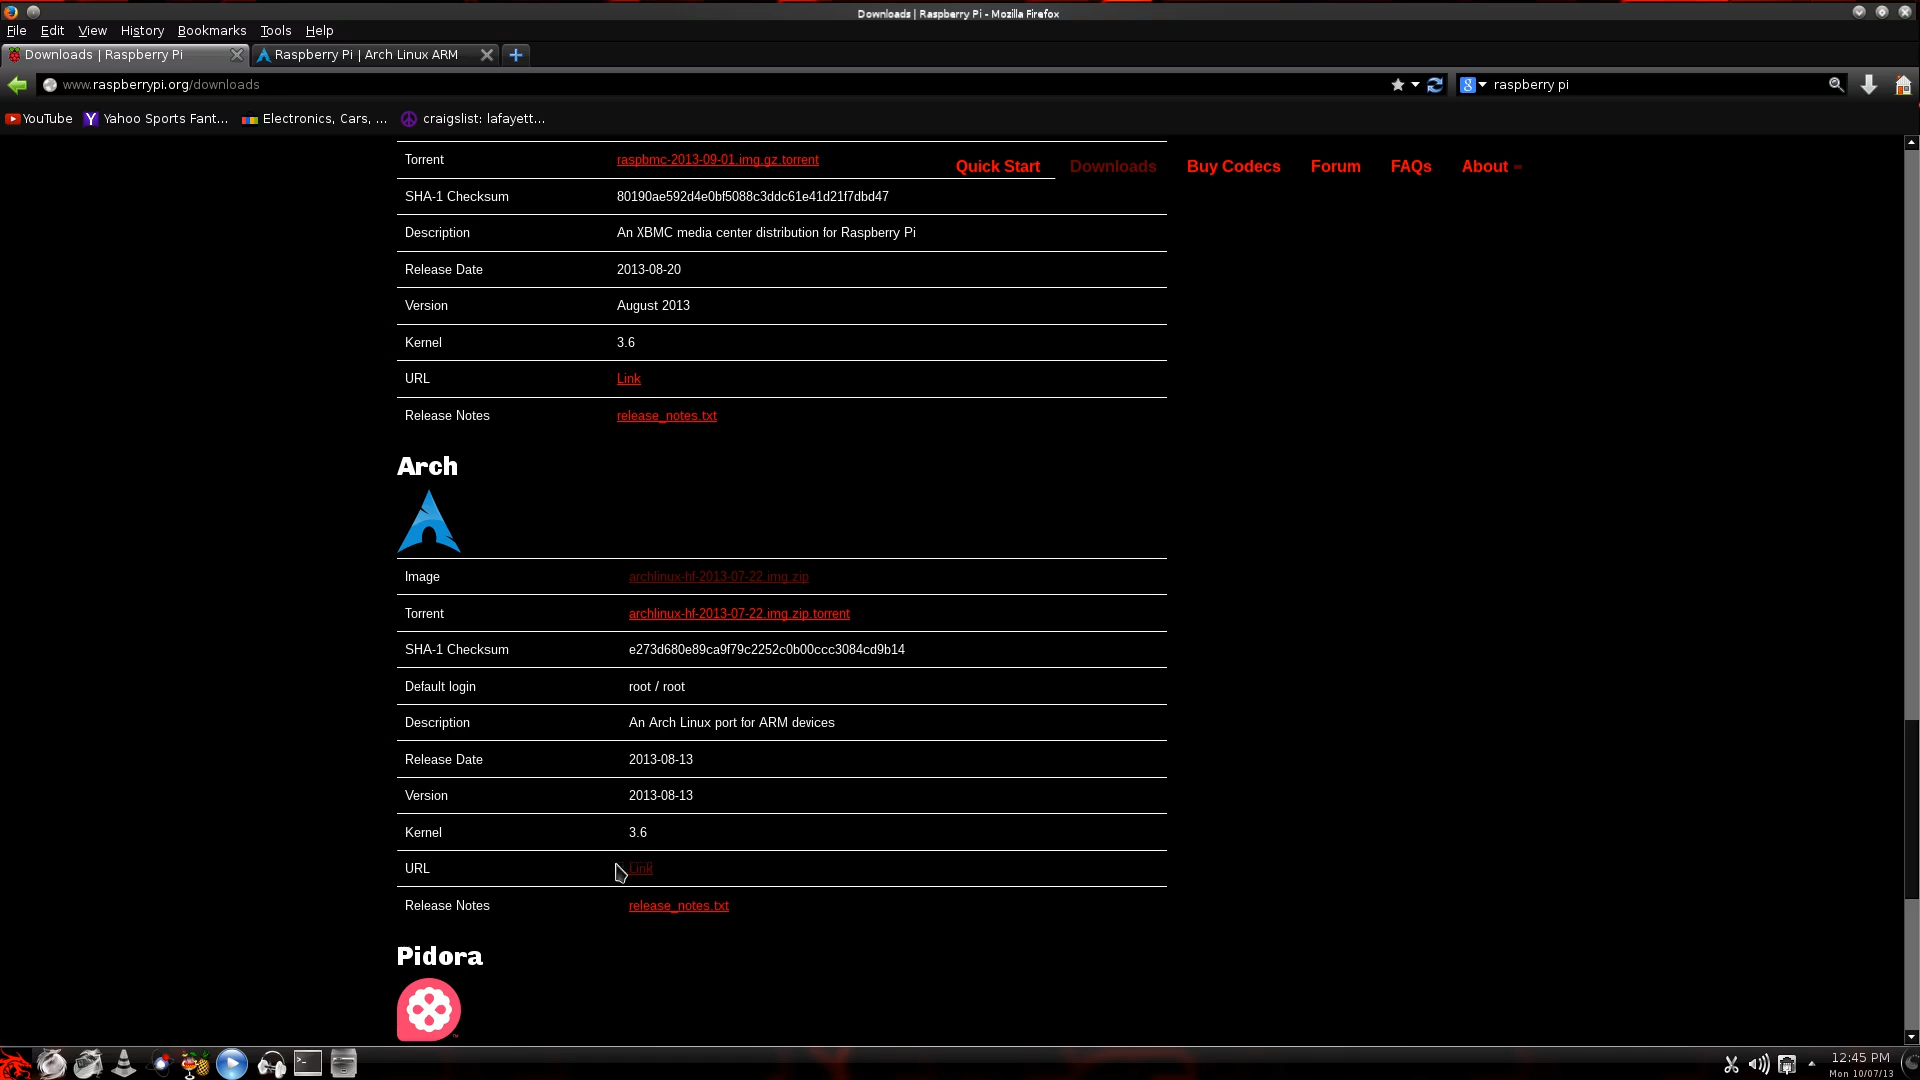 Downloads | Raspberry Pi - Mozilla Firefox
File Edit View History Bookmarks Tools Help
Downloads | Raspberry Pi Raspberry Pi | Arch Linux ARM
www.raspberrypi.org/downloads raspberry pi
YouTube Yahoo Sports Fant... Electronics, Cars, ... craigslist: lafayett...
Quick Start Downloads Buy Codecs Forum FAQs About
Torrent raspbmc-2013-09-01.img.gz.torrent
SHA-1 Checksum 80190ae592d4e0bf5088c3ddc61e41d21f7dbd47
Description An XBMC media center distribution for Raspberry Pi
Release Date 2013-08-20
Version August 2013
Kernel 3.6
URL Link
Release Notes release_notes.txt
Arch
Image archlinux-hf-2013-07-22.img.zip
Torrent archlinux-hf-2013-07-22.img.zip.torrent
SHA-1 Checksum e273d680e89ca9f79c2252c0b00ccc3084cd9b14
Default login root / root
Description An Arch Linux port for ARM devices
Release Date 2013-08-13
Version 2013-08-13
Kernel 3.6
URL Link
Release Notes release_notes.txt
Pidora
12:45 PM
Mon 10/07/13